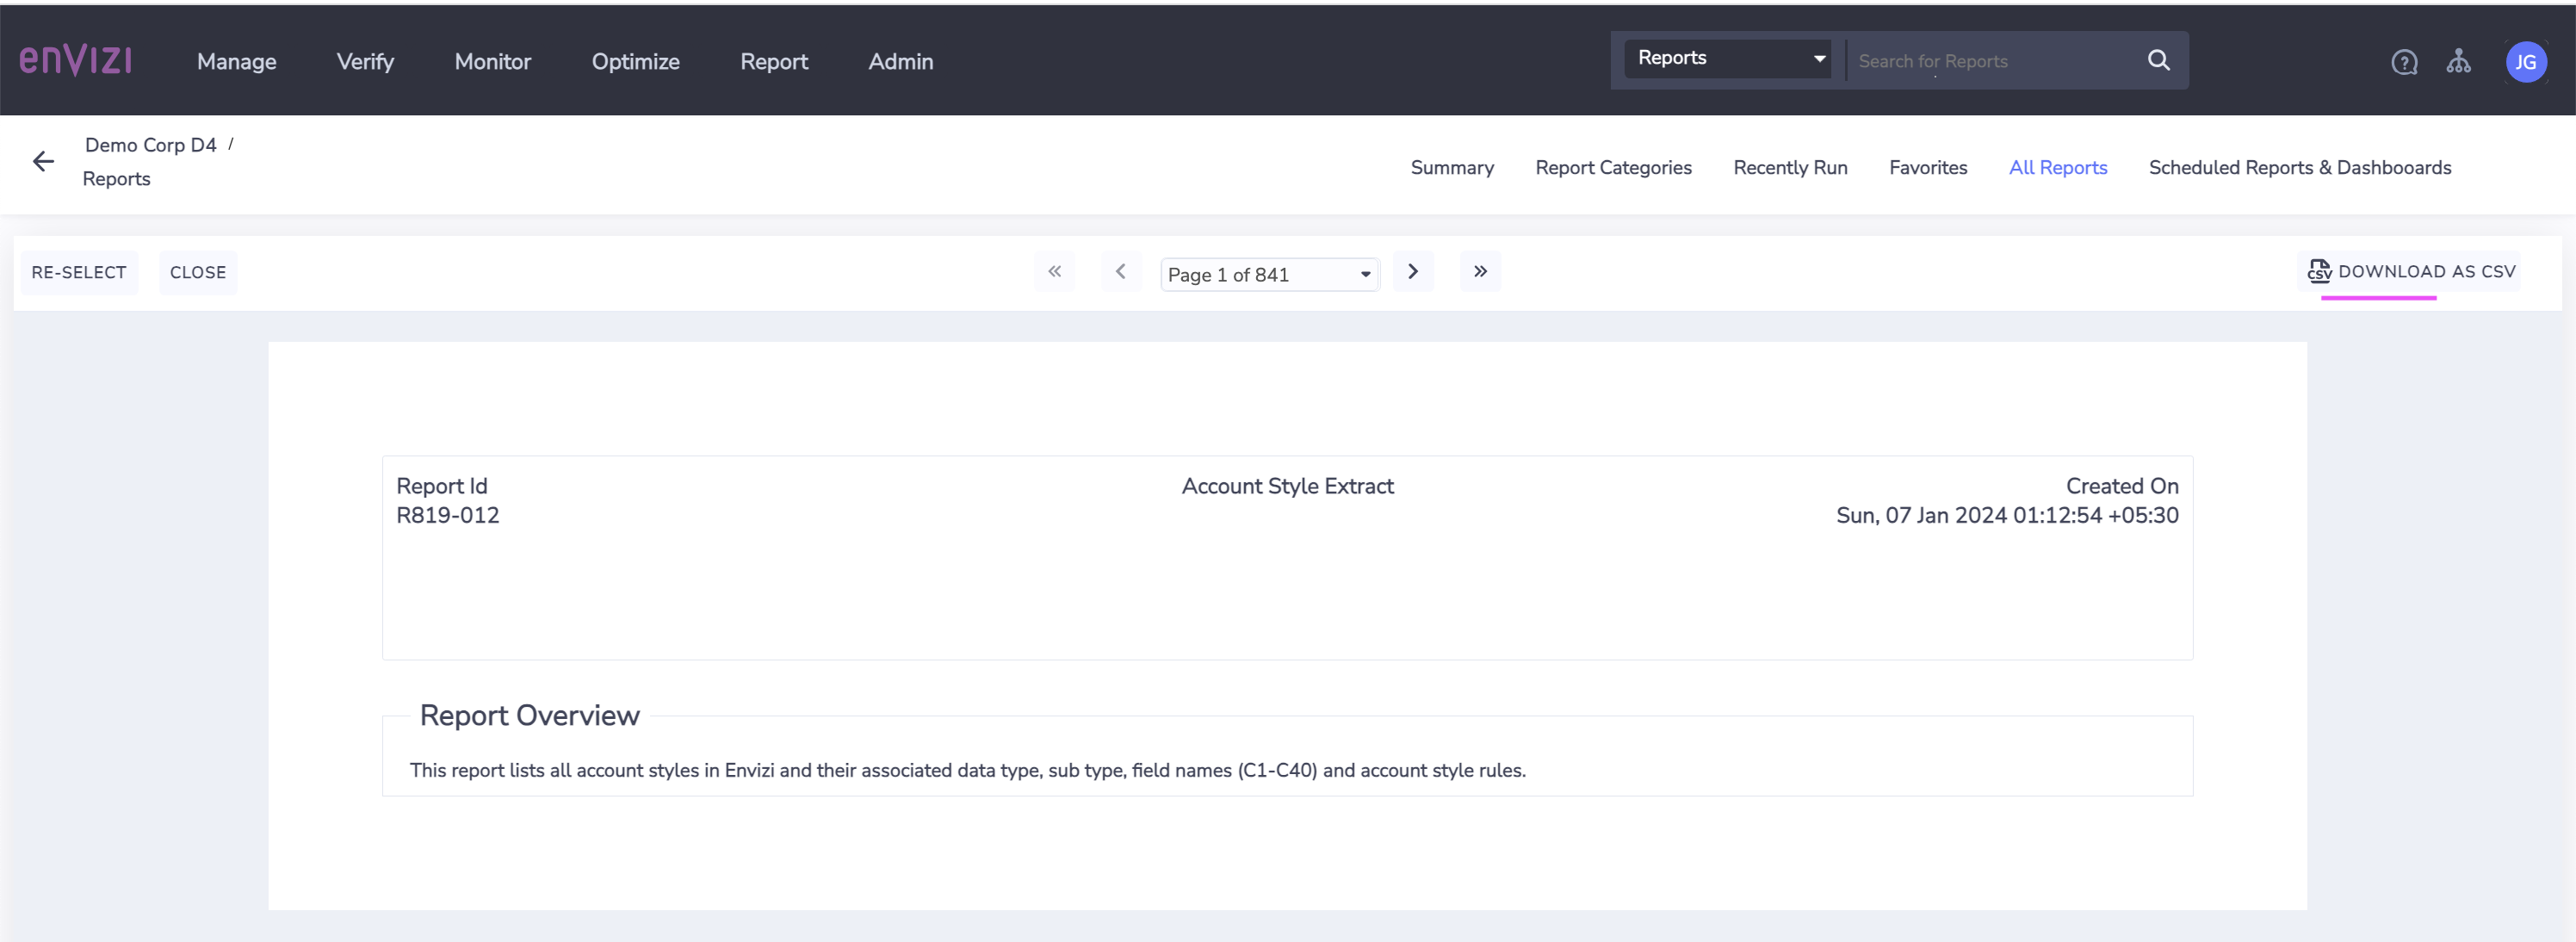 enVizi
Manage Verify Monitor Optimize Report Admin
Reports
Search for Reports
JG
Demo Corp D4 /
Reports
Summary Report Categories Recently Run Favorites All Reports Scheduled Reports & Dashbooards
RE-SELECT CLOSE
Page 1 of 841
CSV DOWNLOAD AS CSV
Report Id
R819-012
Account Style Extract
Created On
Sun, 07 Jan 2024 01:12:54 +05:30
Report Overview
This report lists all account styles in Envizi and their associated data type, sub type, field names (C1-C40) and account style rules.